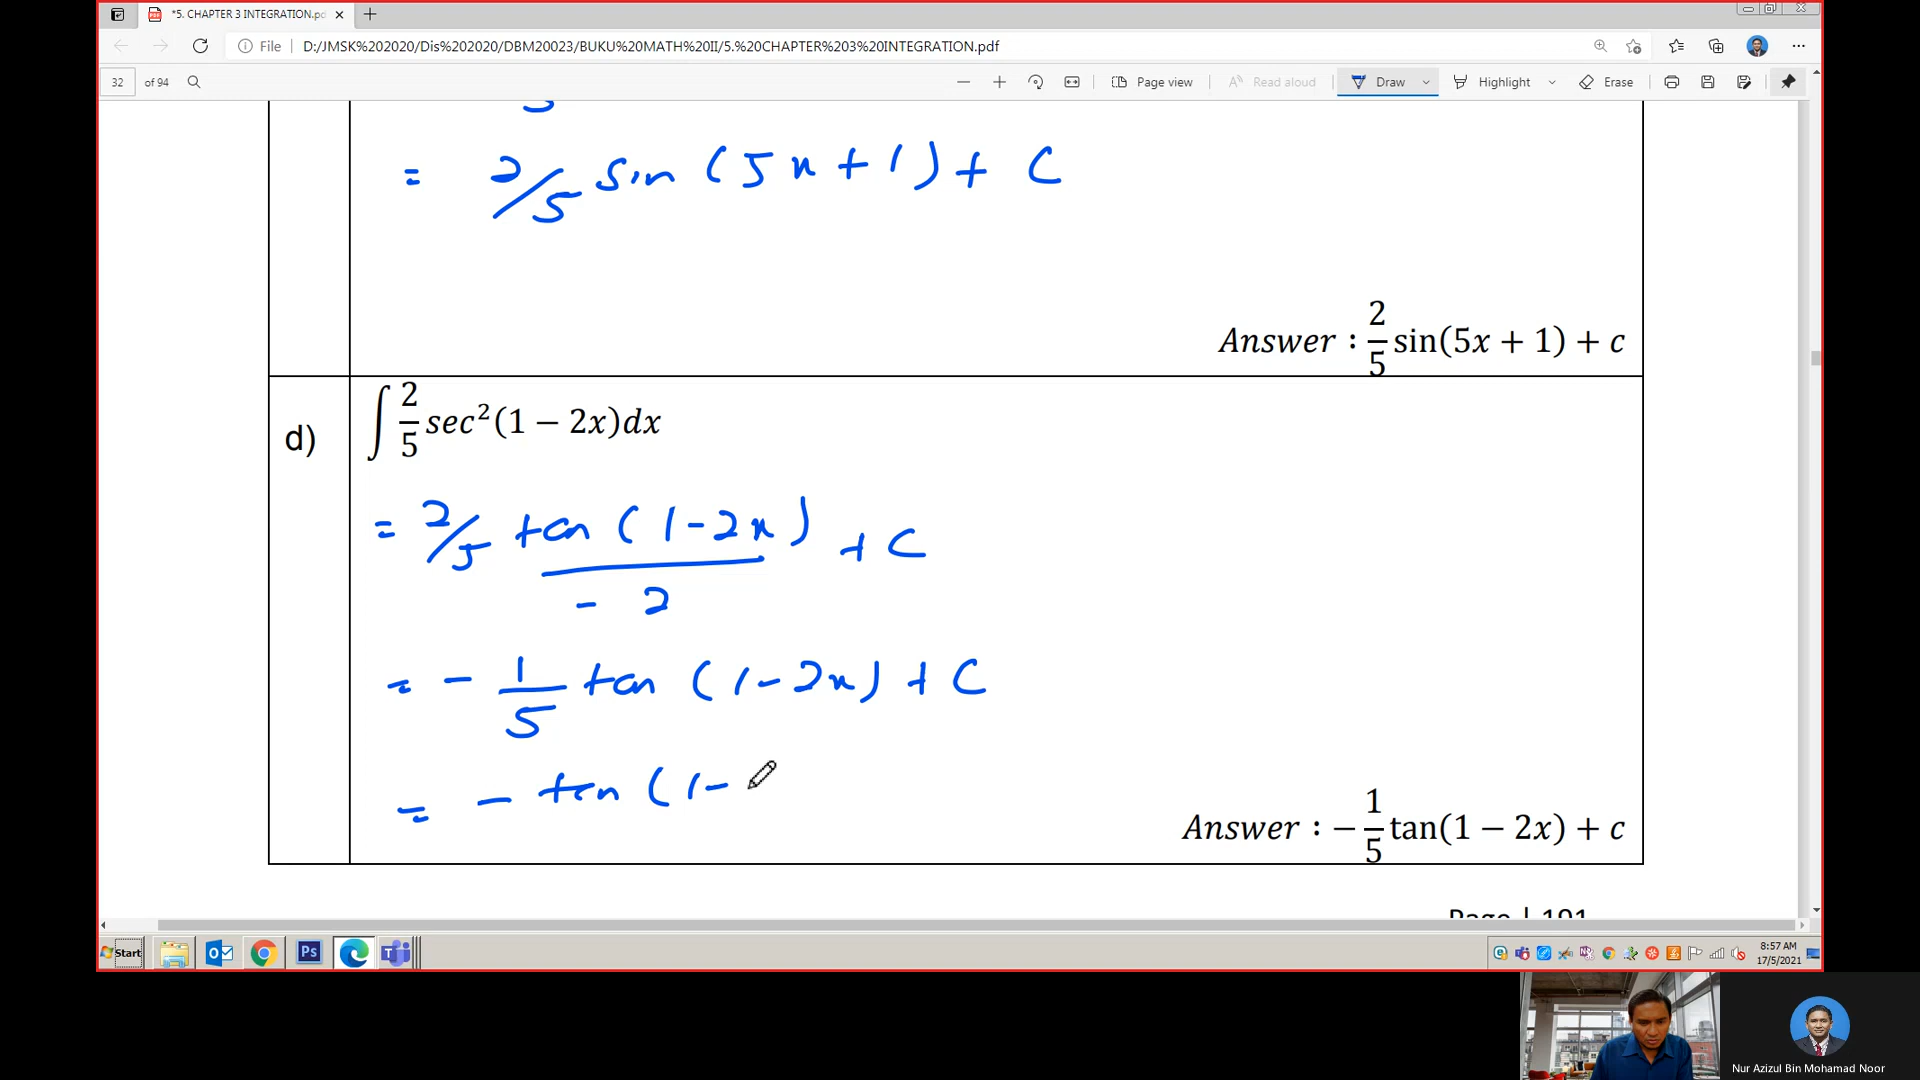 *5. CHAPTER 3 INTEGRATION.pdf
File D:/JMSK%202020/Dis%202020/DBM20023/BUKU%20MATH%20II/5.%20CHAPTER%203%20INTEGRATION.pdf
32 of 94 Page view Read aloud Draw Highlight Erase
= 2/5 sin (5x+1) + C
Answer : 2/5 sin(5x + 1) + c
d) ∫ 2/5 sec²(1 − 2x)dx
= 2/5 tan (1-2x) / -2 + C
= - 1/5 tan (1-2x) + C
= - tan (1-
Answer : − 1/5 tan(1 − 2x) + c
Page | 191
Start
8:57 AM
17/5/2021
Nur Azizul Bin Mohamad Noor